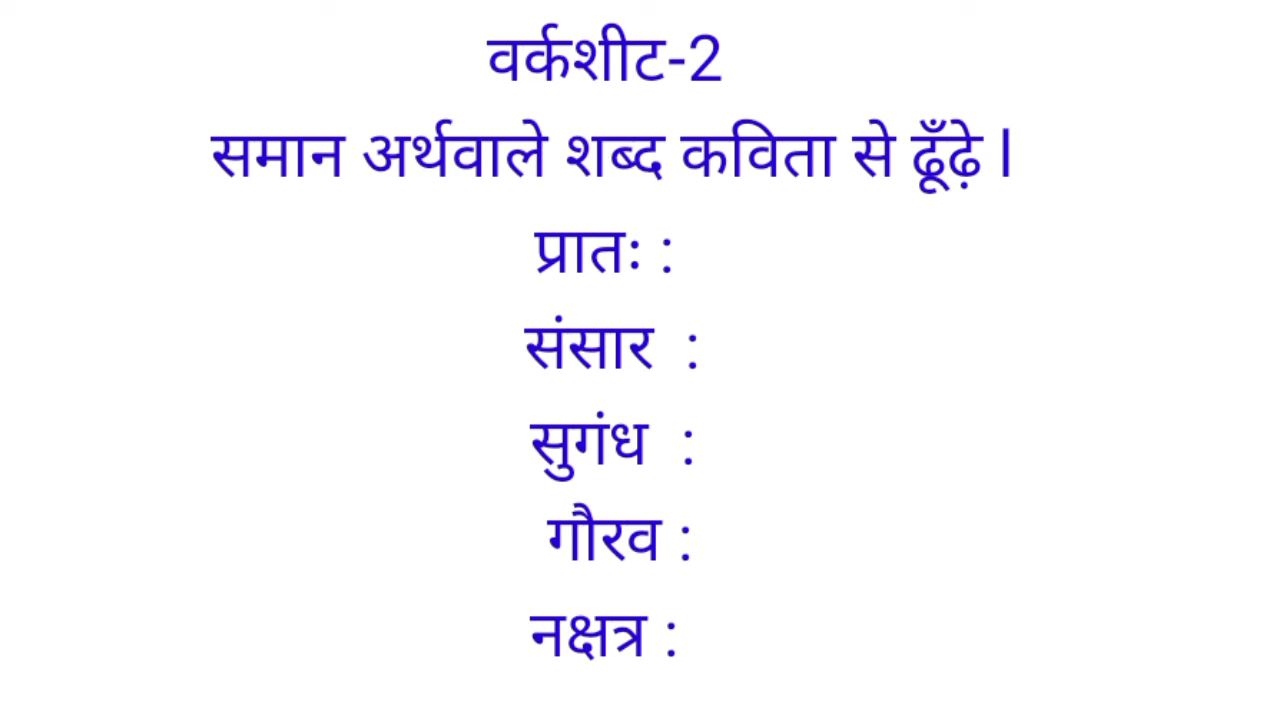 वर्कशीट-2
समान अर्थवाले शब्द कविता से ढूँढ़े l
प्रातः :
संसार :
सुगंध :
गौरव :
नक्षत्र :